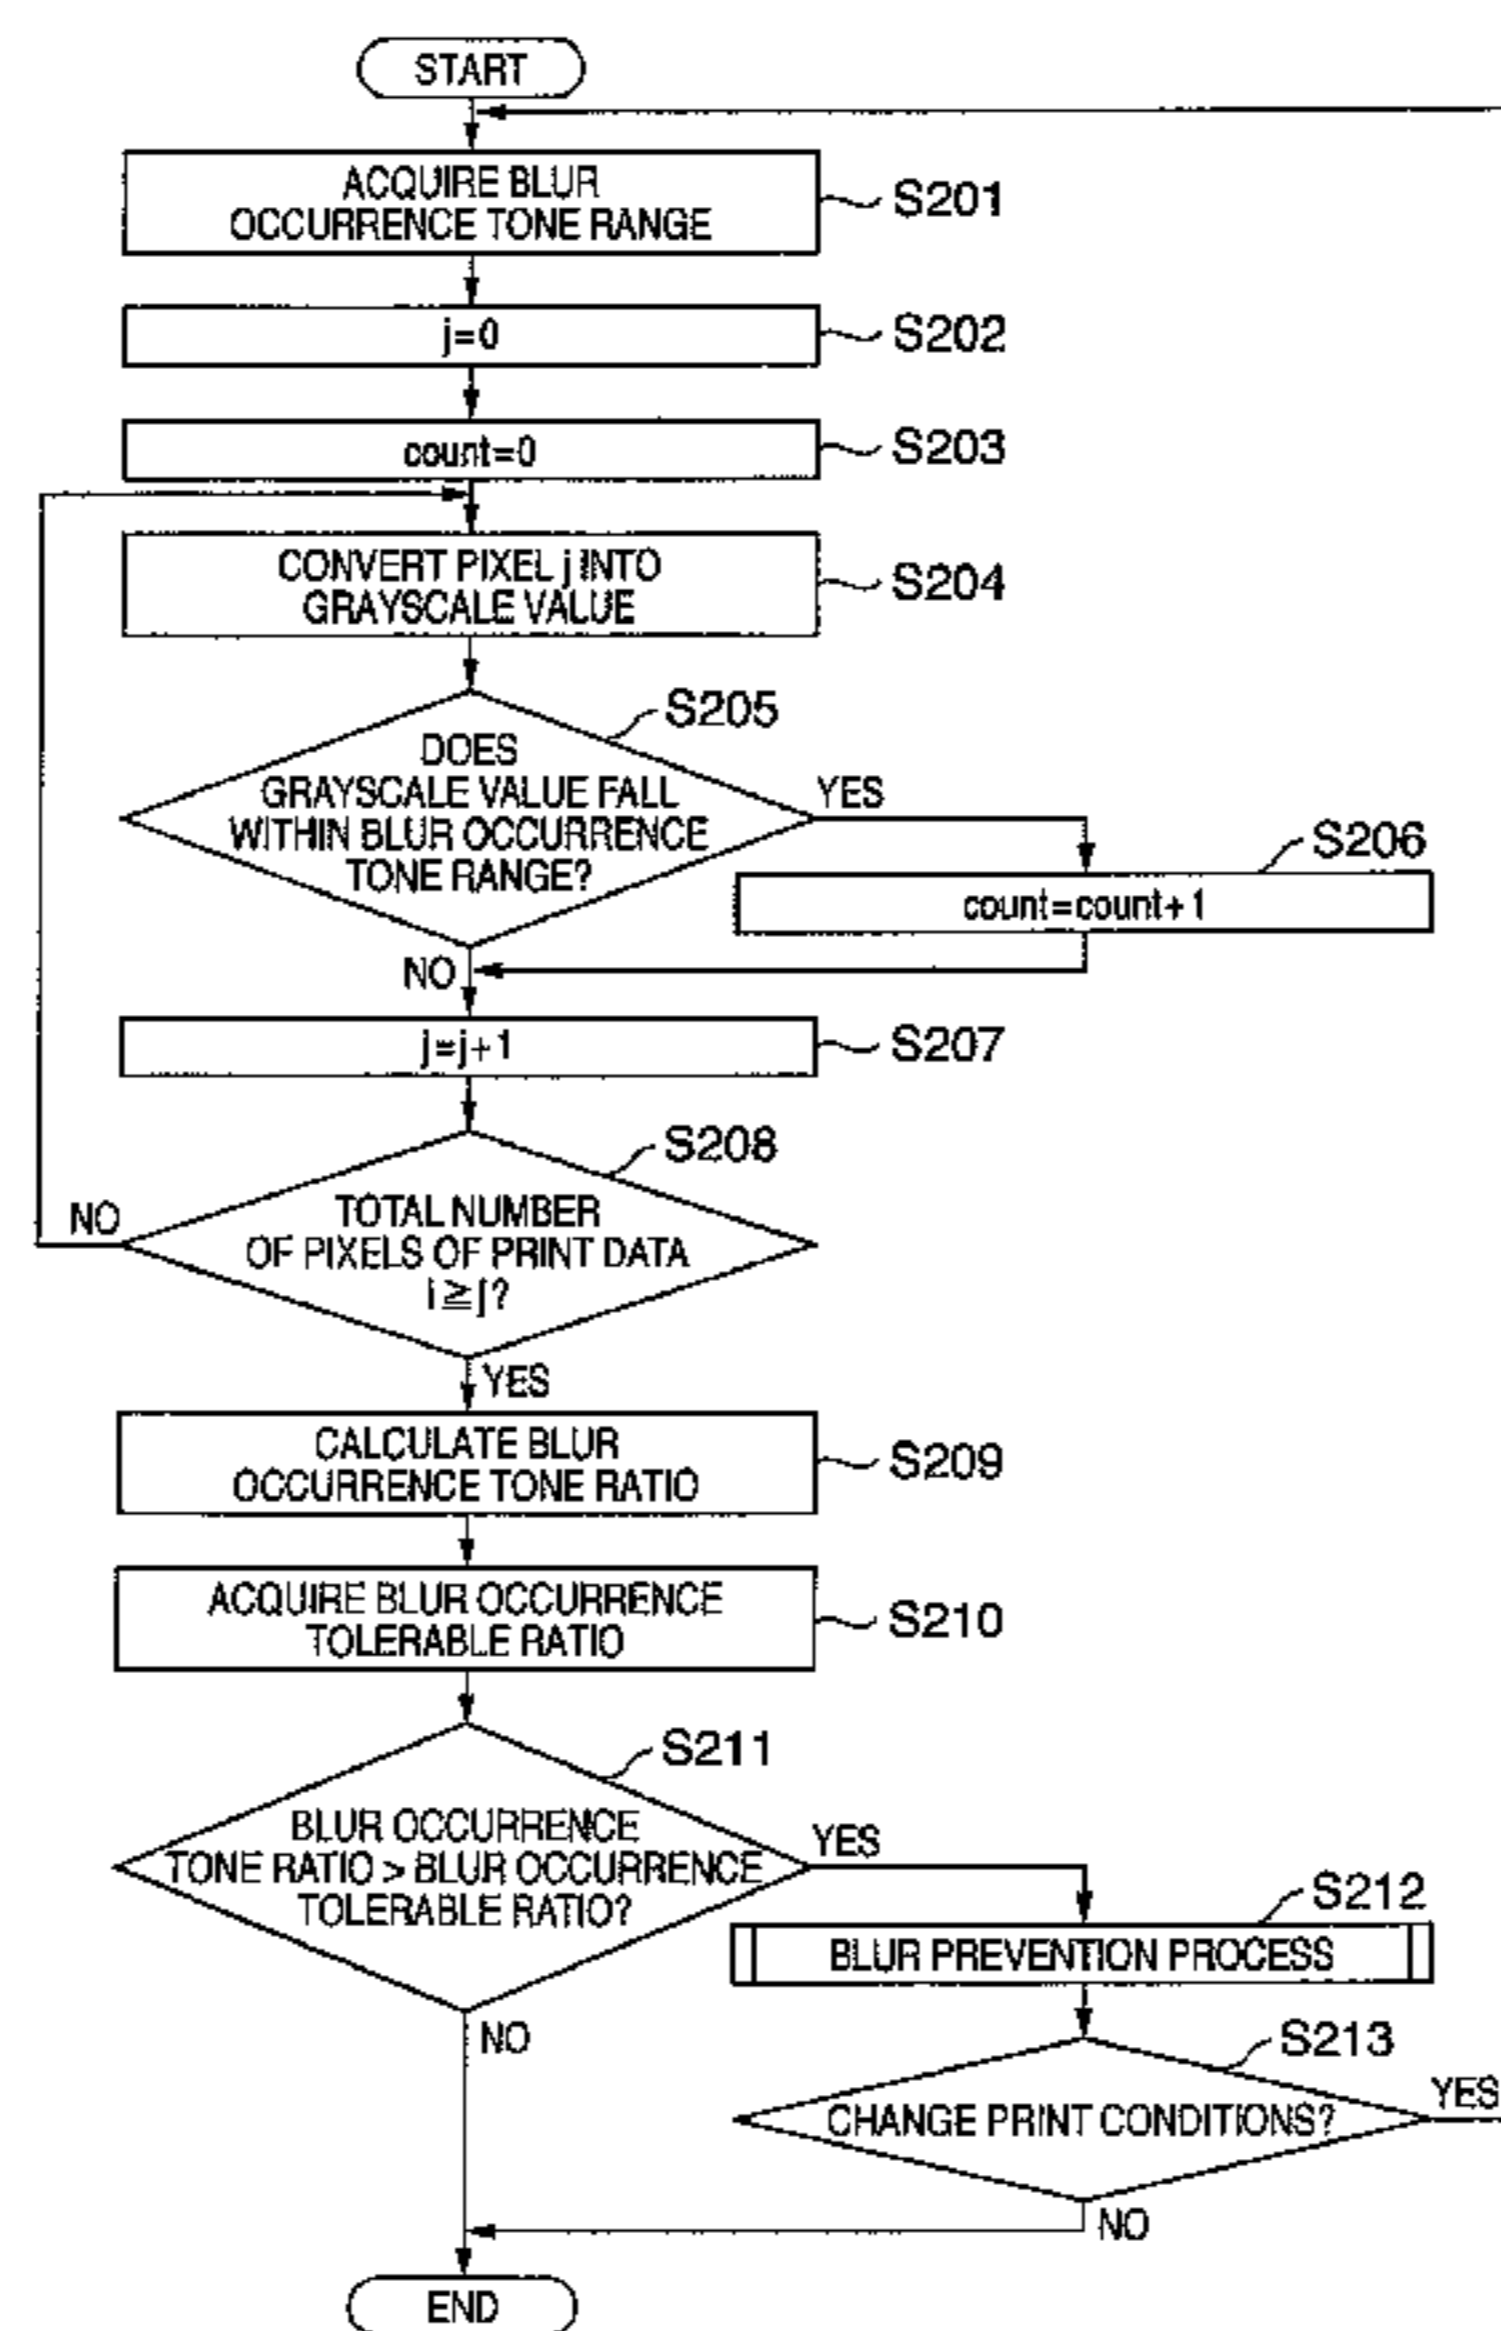 START
ACQUIRE BLUR
OCCURRENCE TONE RANGE
S201
j=0
S202
count=0
S203
CONVERT PIXEL j INTO
GRAYSCALE VALUE
S204
S205
DOES
GRAYSCALE VALUE FALL
WITHIN BLUR OCCURRENCE
TONE RANGE?
YES
S206
count=count+1
NO
j=j+1
S207
S208
TOTAL NUMBER
OF PIXELS OF PRINT DATA
i≧j?
NO
YES
CALCULATE BLUR
OCCURRENCE TONE RATIO
S209
ACQUIRE BLUR OCCURRENCE
TOLERABLE RATIO
S210
S211
BLUR OCCURRENCE
TONE RATIO > BLUR OCCURRENCE
TOLERABLE RATIO?
YES
S212
BLUR PREVENTION PROCESS
NO
S213
CHANGE PRINT CONDITIONS?
YES
NO
END